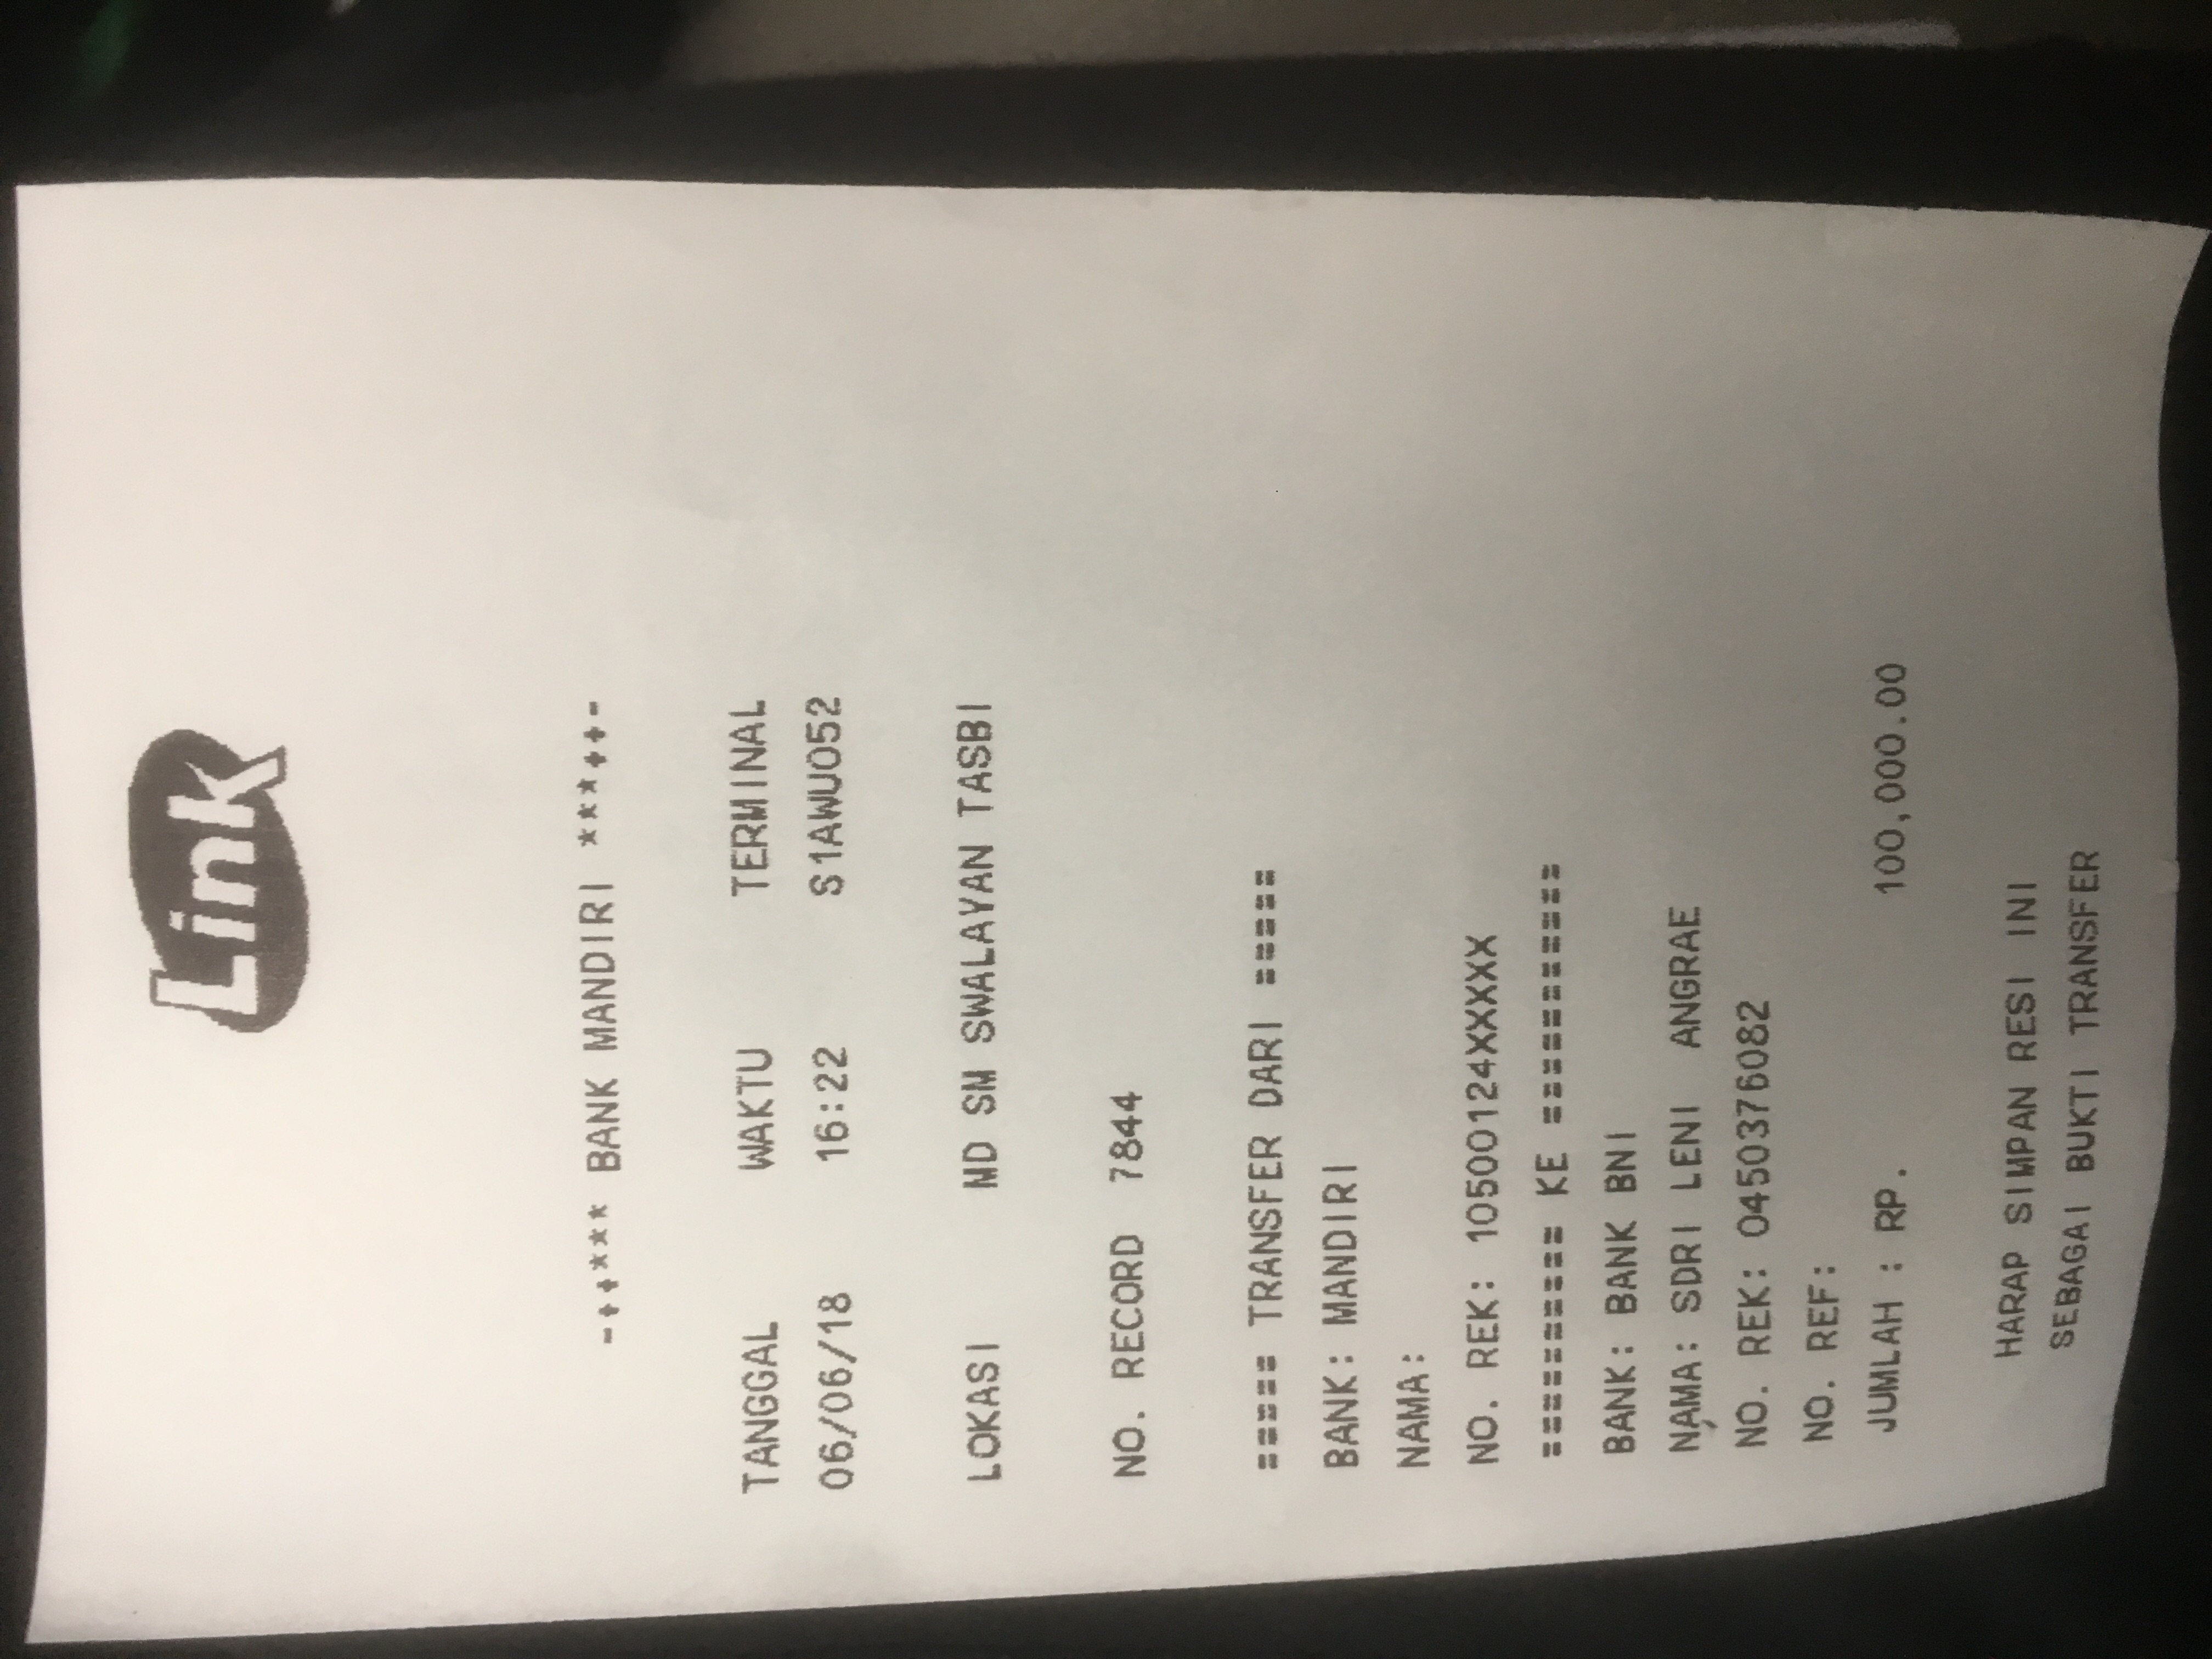 Link
-++*** BANK MANDIRI ***++-
TANGGAL WAKTU TERMINAL
06/06/18 16:22 S1AWU052
LOKASI MD SM SWALAYAN TASBI
NO. RECORD 7844
===== TRANSFER DARI =====
BANK: MANDIRI
NAMA:
NO. REK: 10500124XXXXX
========== KE ===========
BANK: BANK BNI
NAMA: SDRI LENI ANGRAE
NO. REK: 0450376082
NO. REF:
JUMLAH : RP. 100,000.00
HARAP SIMPAN RESI INI
SEBAGAI BUKTI TRANSFER